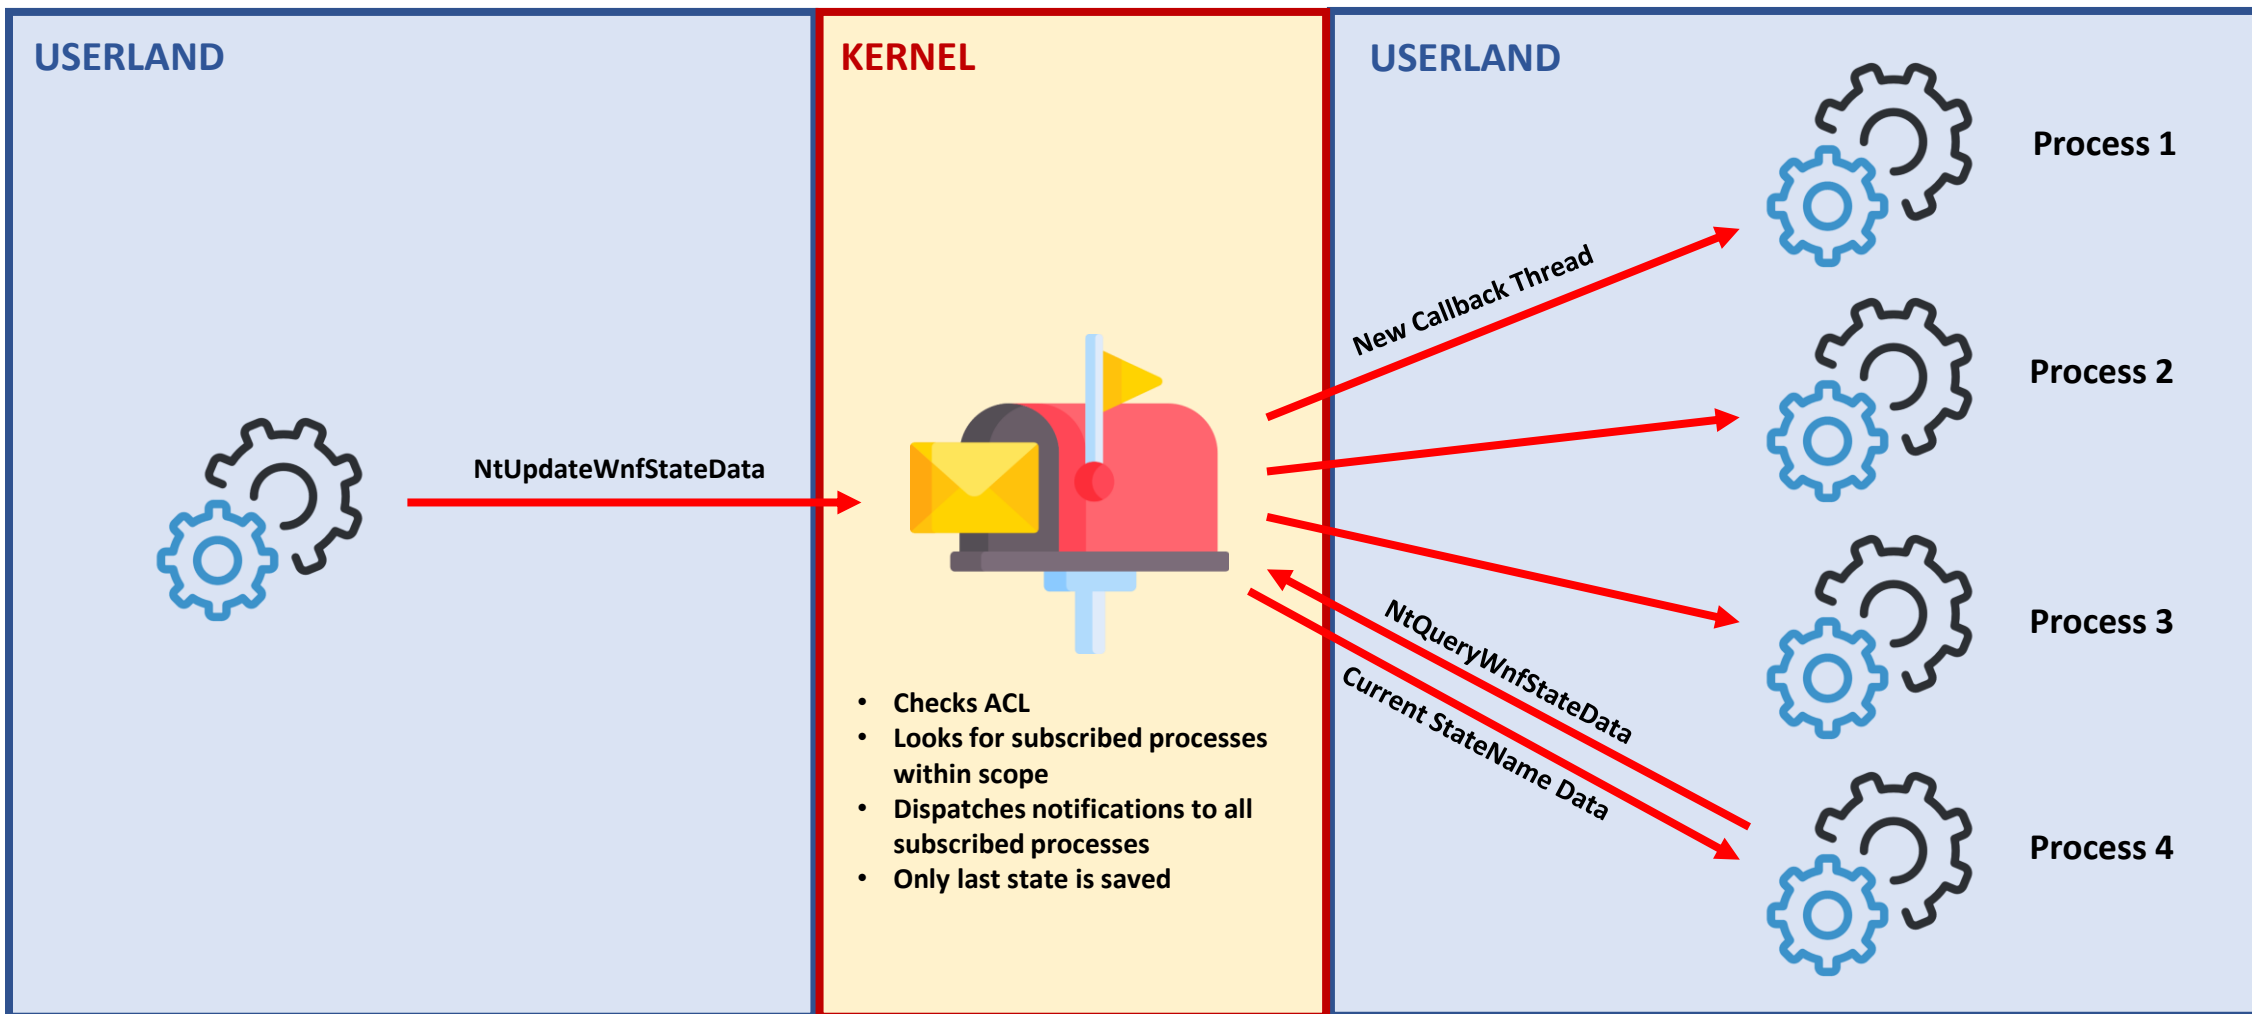 USERLAND
KERNEL
USERLAND
Process 1
New Callback Thread
Process 2
NtUpdateWnfStateData
Process 3
NtQueryWnfStateData
Current StateName Data
• Checks ACL
• Looks for subscribed processes
within scope
• Dispatches notifications to all
subscribed processes
• Only last state is saved
Process 4